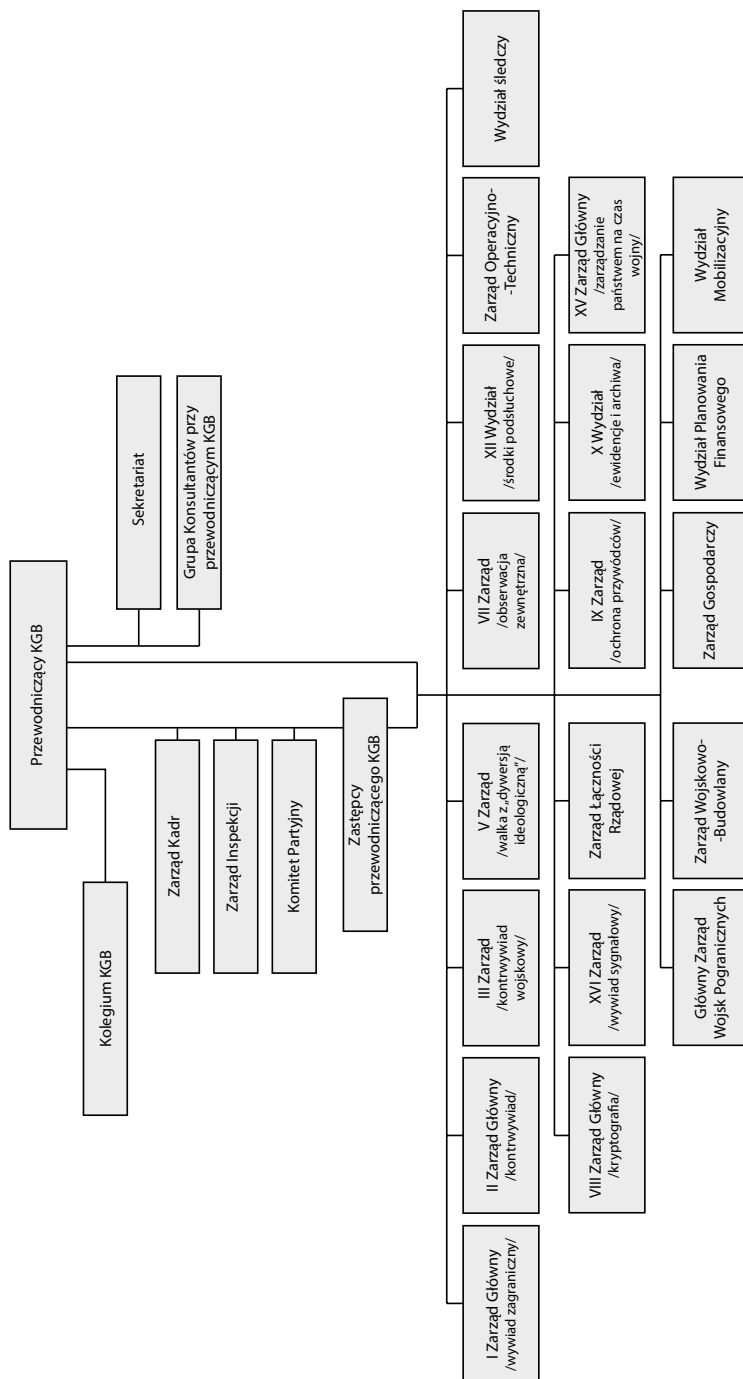 Przewodniczący KGB
Kolegium KGB
Sekretariat
Grupa Konsultantów przy
przewodniczącym KGB
Zarząd Kadr
Zarząd Inspekcji
Komitet Partyjny
Zastępcy
przewodniczącego KGB
I Zarząd Główny
/wywiad zagraniczny/
II Zarząd Główny
/kontrwywiad/
III Zarząd
/kontrwywiad
wojskowy/
V Zarząd
/walka z „dywersją
ideologiczną”/
VII Zarząd
/obserwacja
zewnętrzna/
XII Wydział
/środki podsłuchowe/
Zarząd Operacyjno-
-Techniczny
Wydział śledczy
VIII Zarząd Główny
/kryptografia/
XVI Zarząd
/wywiad sygnałowy/
Zarząd Łączności
Rządowej
IX Zarząd
/ochrona przywódców/
X Wydział
/ewidencje i archiwa/
XV Zarząd Główny
/zarządzanie
państwem na czas
wojny/
Główny Zarząd
Wojsk Pogranicznych
Zarząd Wojskowo-
-Budowlany
Zarząd Gospodarczy
Wydział Planowania
Finansowego
Wydział
Mobilizacyjny